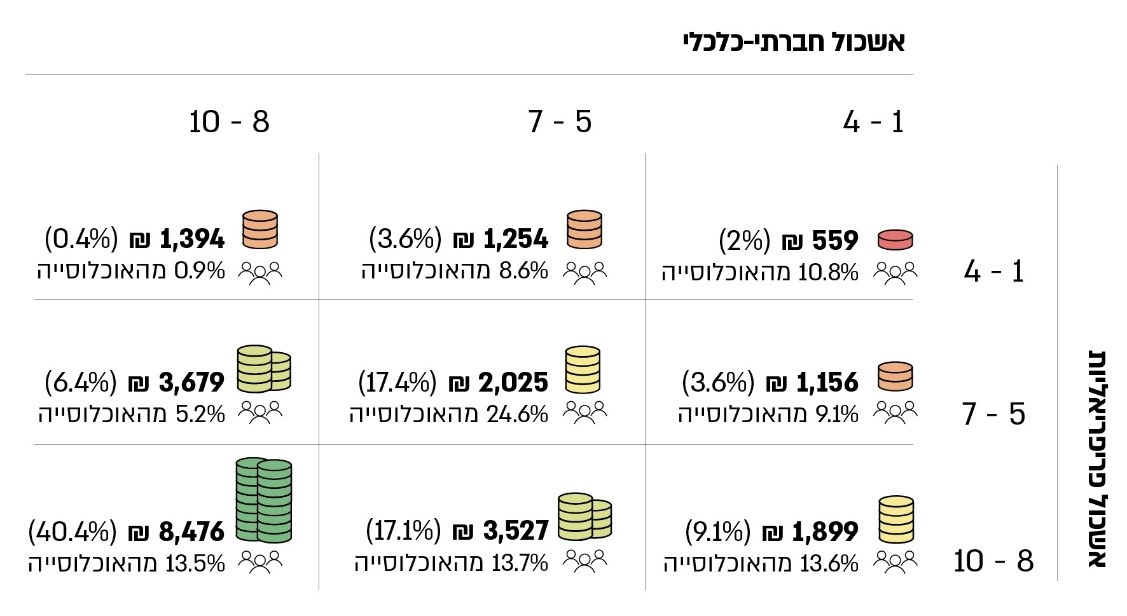 אשכול חברתי-כלכלי
1 - 4
5 - 7
8 - 10
אשכול פריפריאליות
1 - 4
559 ₪ (2%)
10.8% מהאוכלוסייה
1,254 ₪ (3.6%)
8.6% מהאוכלוסייה
1,394 ₪ (0.4%)
0.9% מהאוכלוסייה
5 - 7
1,156 ₪ (3.6%)
9.1% מהאוכלוסייה
2,025 ₪ (17.4%)
24.6% מהאוכלוסייה
3,679 ₪ (6.4%)
5.2% מהאוכלוסייה
8 - 10
1,899 ₪ (9.1%)
13.6% מהאוכלוסייה
3,527 ₪ (17.1%)
13.7% מהאוכלוסייה
8,476 ₪ (40.4%)
13.5% מהאוכלוסייה